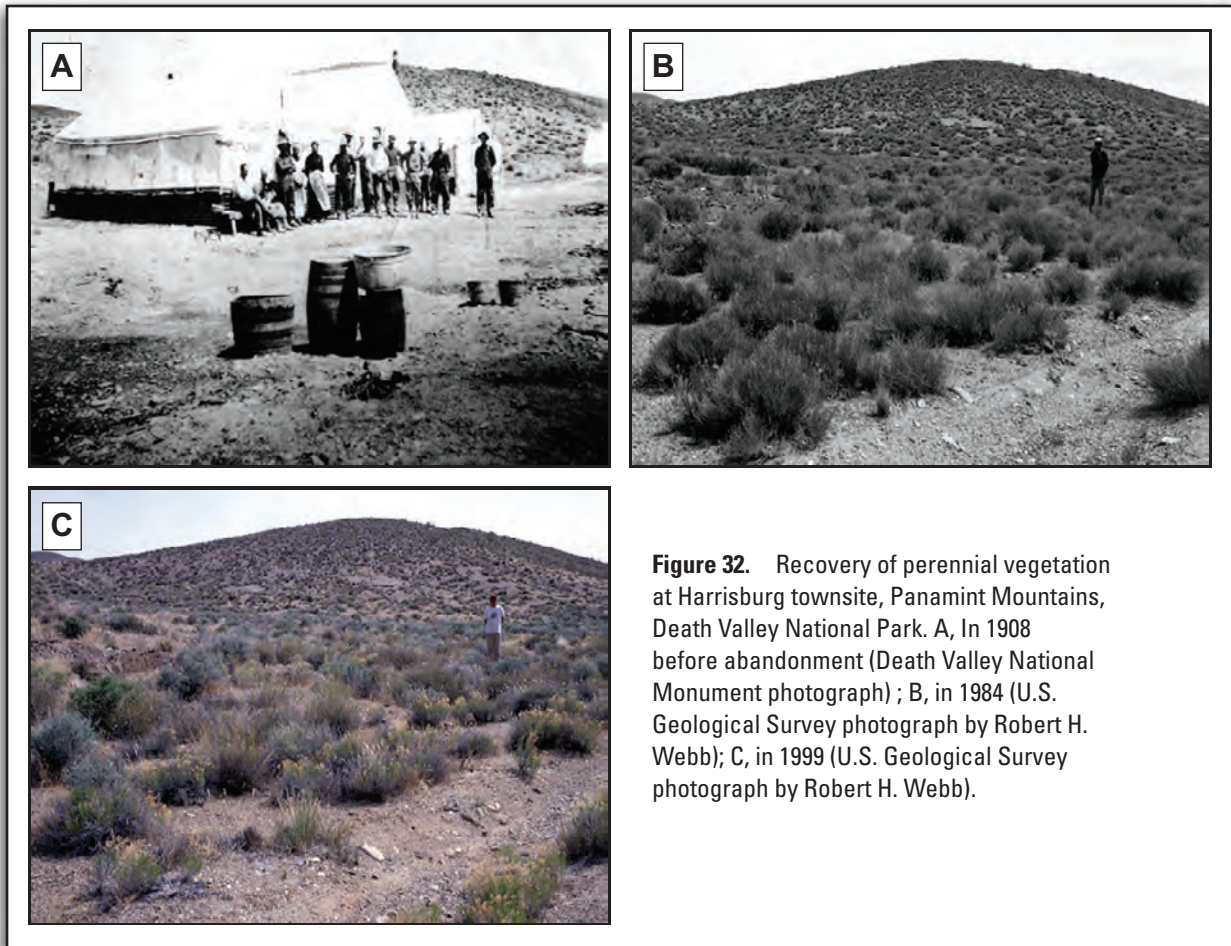 A
B
C
Figure 32. Recovery of perennial vegetation
at Harrisburg townsite, Panamint Mountains,
Death Valley National Park. A, In 1908
before abandonment (Death Valley National
Monument photograph) ; B, in 1984 (U.S.
Geological Survey photograph by Robert H.
Webb); C, in 1999 (U.S. Geological Survey
photograph by Robert H. Webb).